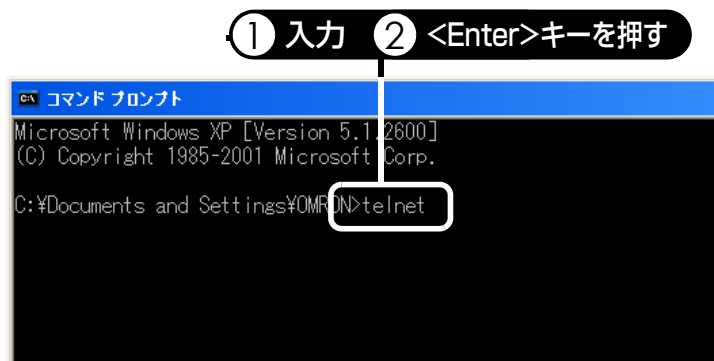 ① 入力 ② <Enter>キーを押す
コマンド プロンプト
Microsoft Windows XP [Version 5.1.2600]
(C) Copyright 1985-2001 Microsoft Corp.
C:¥Documents and Settings¥OMRON>telnet